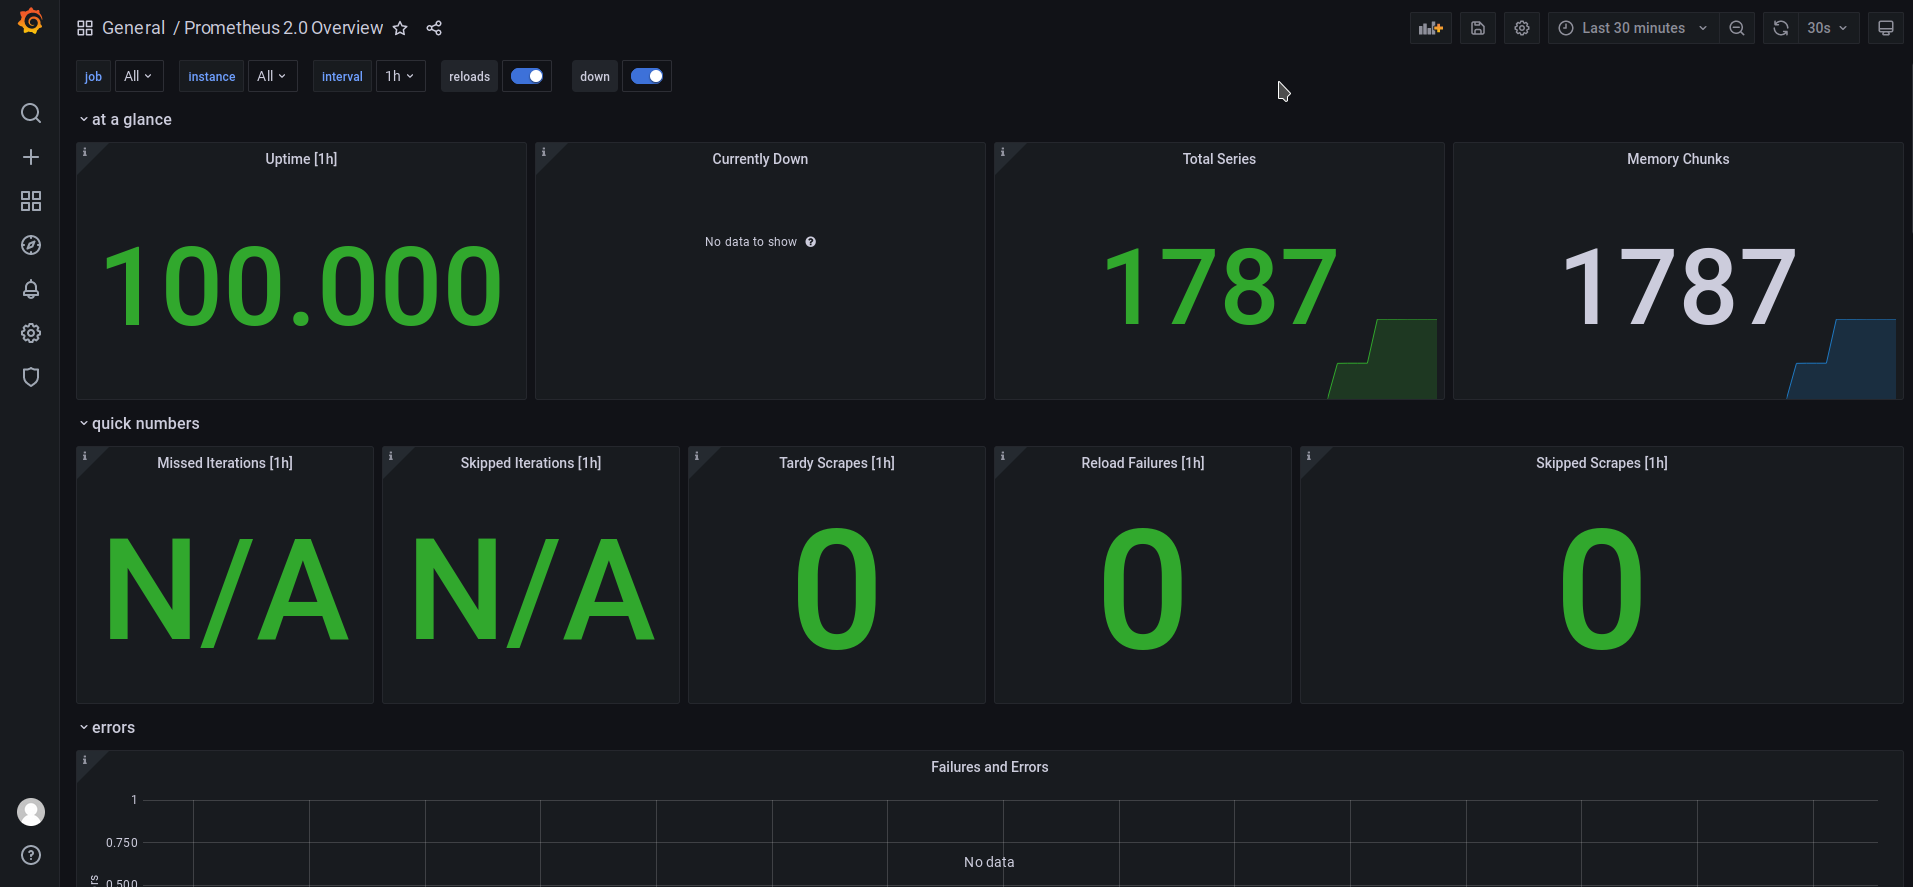 General / Prometheus 2.0 Overview
Last 30 minutes
30s
job All instance All interval 1h reloads down
at a glance
Uptime [1h]
100.000
Currently Down
No data to show
Total Series
1787
Memory Chunks
1787
quick numbers
Missed Iterations [1h]
N/A
Skipped Iterations [1h]
N/A
Tardy Scrapes [1h]
0
Reload Failures [1h]
0
Skipped Scrapes [1h]
0
errors
Failures and Errors
1
0.750
No data
0.500
rs